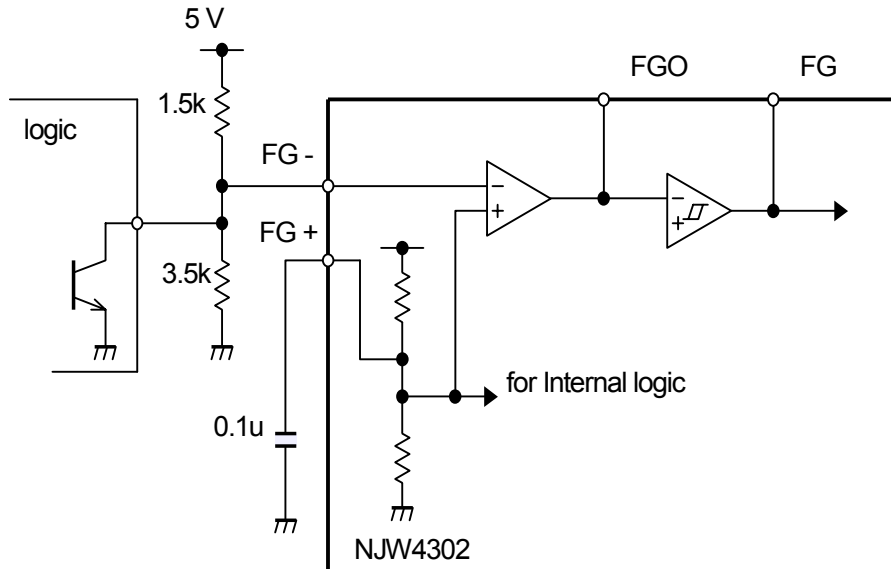 5 V
FGO
FG
1.5k
logic
FG -
−
+
−
+
FG +
3.5k
for Internal logic
0.1u
NJW4302